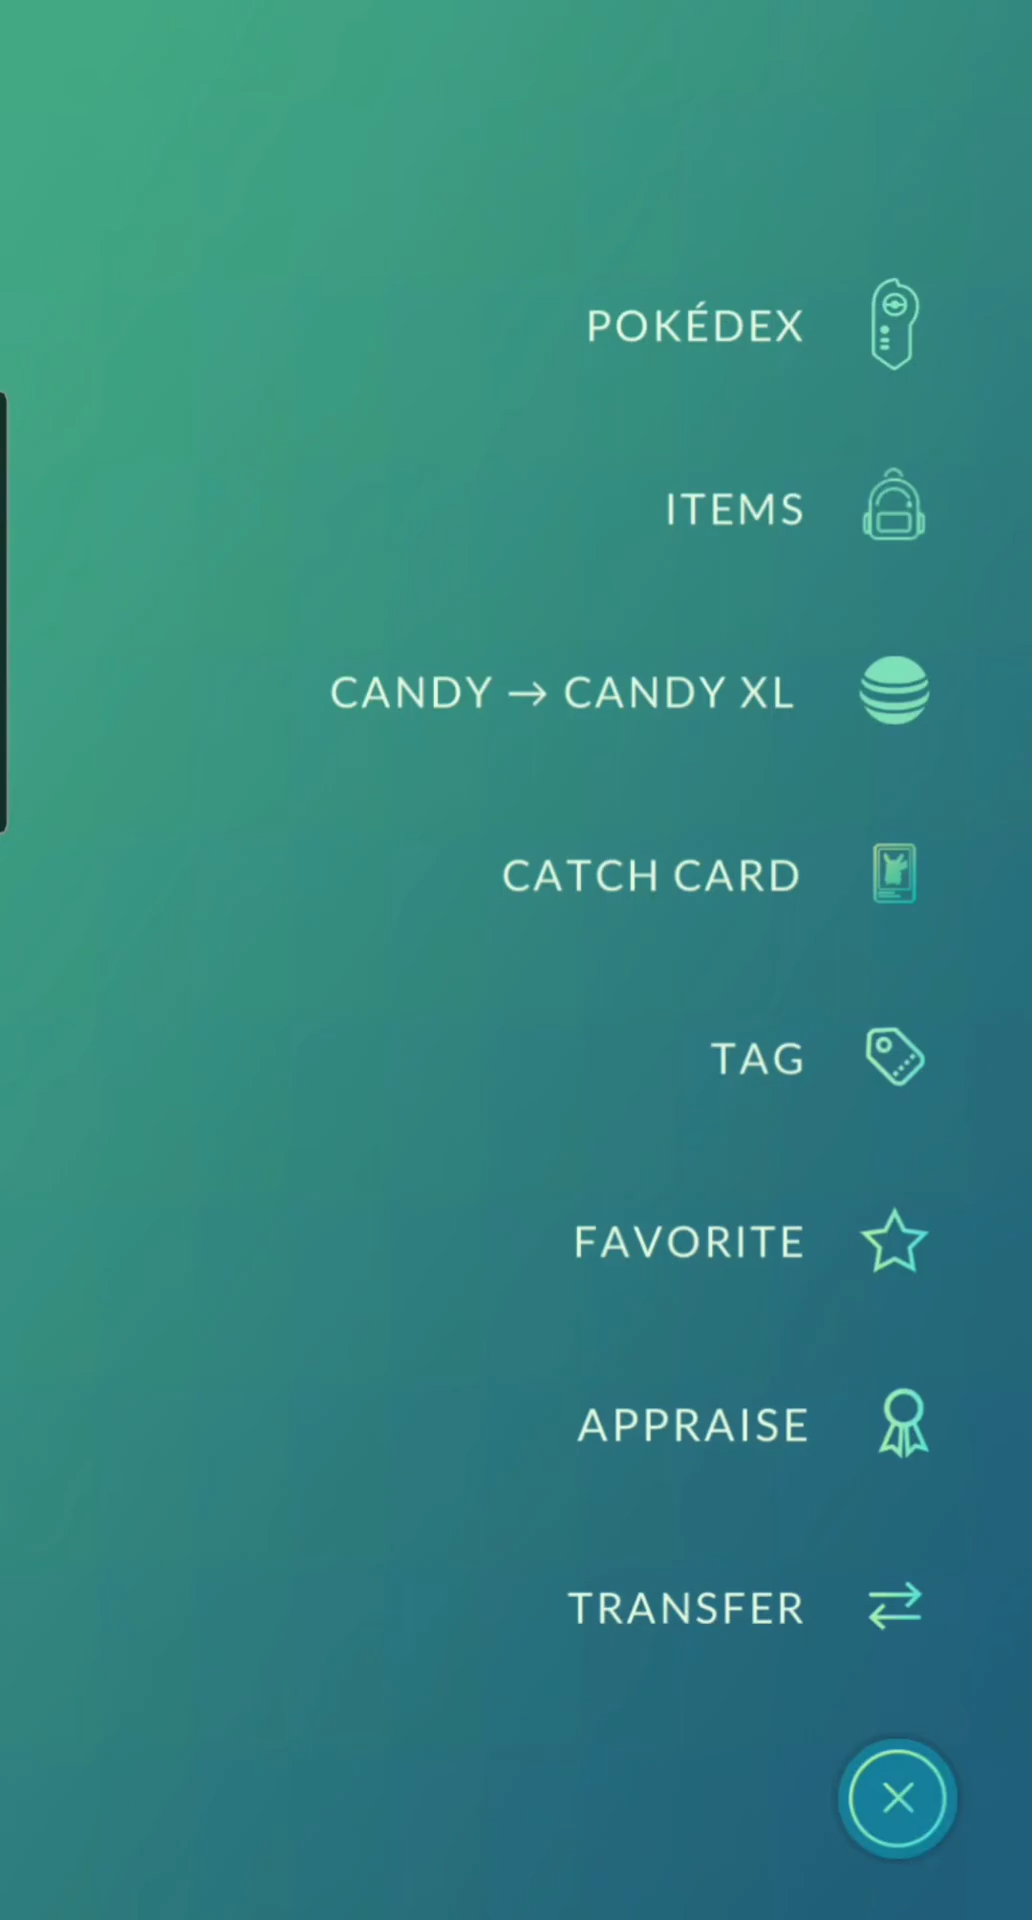 POKÉDEX
ITEMS
CANDY → CANDY XL
CATCH CARD
TAG
FAVORITE
APPRAISE
TRANSFER